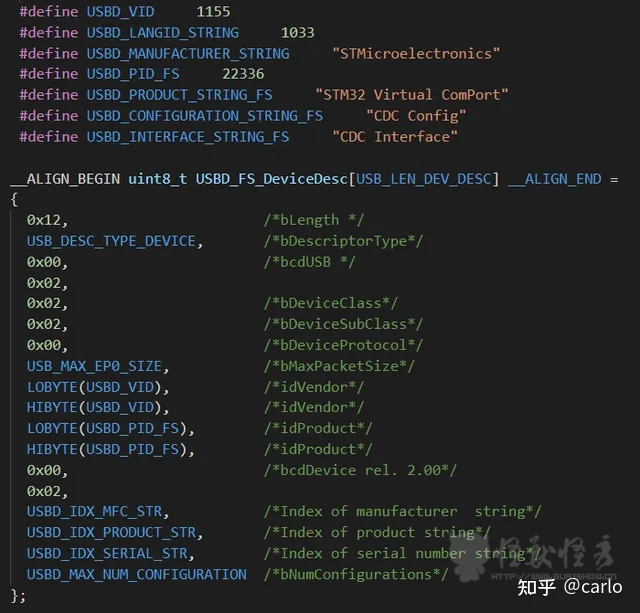 #define USBD_VID     1155
#define USBD_LANGID_STRING     1033
#define USBD_MANUFACTURER_STRING     "STMicroelectronics"
#define USBD_PID_FS     22336
#define USBD_PRODUCT_STRING_FS     "STM32 Virtual ComPort"
#define USBD_CONFIGURATION_STRING_FS     "CDC Config"
#define USBD_INTERFACE_STRING_FS     "CDC Interface"

__ALIGN_BEGIN uint8_t USBD_FS_DeviceDesc[USB_LEN_DEV_DESC] __ALIGN_END =
{
  0x12,                       /*bLength */
  USB_DESC_TYPE_DEVICE,       /*bDescriptorType*/
  0x00,                       /*bcdUSB */
  0x02,
  0x02,                       /*bDeviceClass*/
  0x02,                       /*bDeviceSubClass*/
  0x00,                       /*bDeviceProtocol*/
  USB_MAX_EP0_SIZE,           /*bMaxPacketSize*/
  LOBYTE(USBD_VID),           /*idVendor*/
  HIBYTE(USBD_VID),           /*idVendor*/
  LOBYTE(USBD_PID_FS),        /*idProduct*/
  HIBYTE(USBD_PID_FS),        /*idProduct*/
  0x00,                       /*bcdDevice rel. 2.00*/
  0x02,
  USBD_IDX_MFC_STR,           /*Index of manufacturer  string*/
  USBD_IDX_PRODUCT_STR,       /*Index of product string*/
  USBD_IDX_SERIAL_STR,        /*Index of serial number string*/
  USBD_MAX_NUM_CONFIGURATION  /*bNumConfigurations*/
};
知乎 @carlo